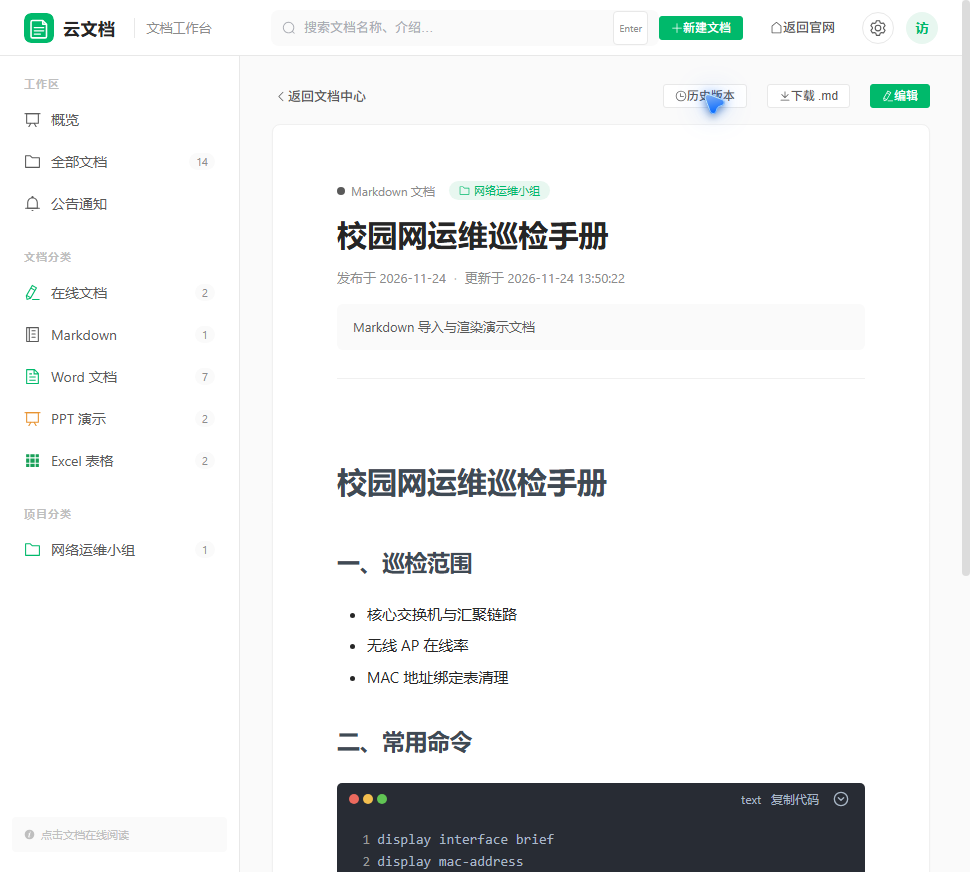 云文档
文档工作台
搜索文档名称、介绍...
Enter
新建文档
返回官网
访
工作区
概览
全部文档 14
公告通知
文档分类
在线文档 2
Markdown 1
Word 文档 7
PPT 演示 2
Excel 表格 2
项目分类
网络运维小组 1
点击文档在线阅读
返回文档中心
历史版本
下载 .md
编辑
Markdown 文档
网络运维小组
校园网运维巡检手册
发布于 2026-11-24 · 更新于 2026-11-24 13:50:22
Markdown 导入与渲染演示文档
校园网运维巡检手册
一、巡检范围
• 核心交换机与汇聚链路
• 无线 AP 在线率
• MAC 地址绑定表清理
二、常用命令
text 复制代码
1 display interface brief
2 display mac-address